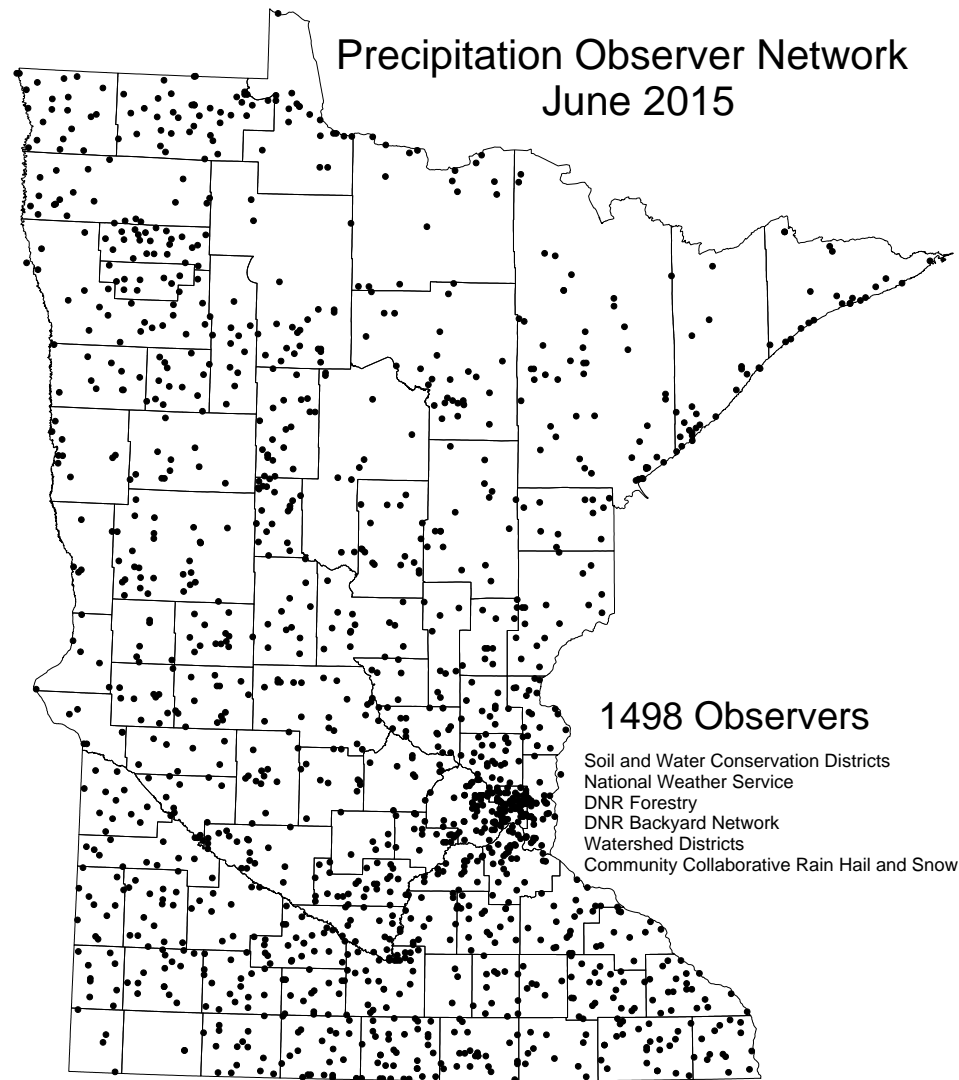 Precipitation Observer Network
June 2015
1498 Observers
Soil and Water Conservation Districts
National Weather Service
DNR Forestry
DNR Backyard Network
Watershed Districts
Community Collaborative Rain Hail and Snow